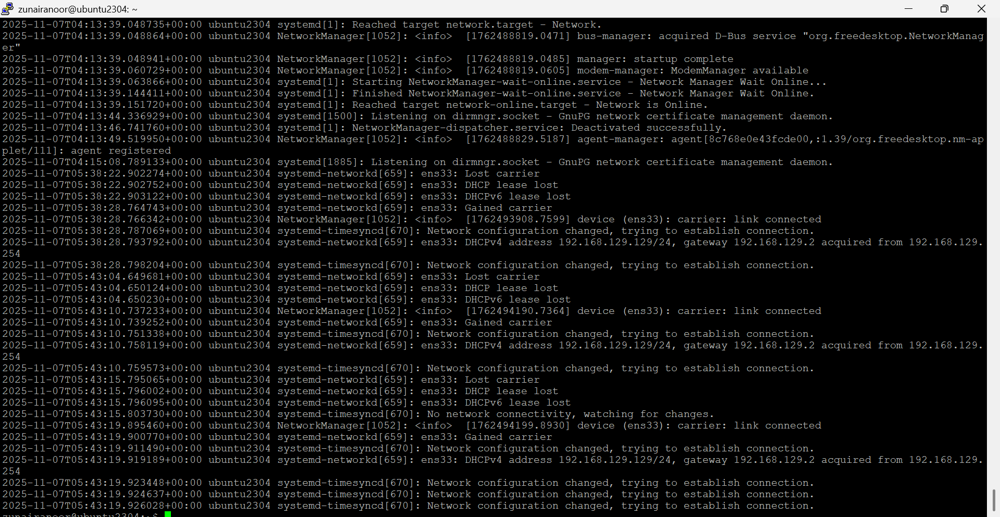 zunairanoor@ubuntu2304: ~
2025-11-07T04:13:39.048735+00:00 ubuntu2304 systemd[1]: Reached target network.target - Network.
2025-11-07T04:13:39.048864+00:00 ubuntu2304 NetworkManager[1052]: <info>  [1762488819.0471] bus-manager: acquired D-Bus service "org.freedesktop.NetworkManag
er"
2025-11-07T04:13:39.048941+00:00 ubuntu2304 NetworkManager[1052]: <info>  [1762488819.0485] manager: startup complete
2025-11-07T04:13:39.060729+00:00 ubuntu2304 NetworkManager[1052]: <info>  [1762488819.0605] modem-manager: ModemManager available
2025-11-07T04:13:39.063866+00:00 ubuntu2304 systemd[1]: Starting NetworkManager-wait-online.service - Network Manager Wait Online...
2025-11-07T04:13:39.144411+00:00 ubuntu2304 systemd[1]: Finished NetworkManager-wait-online.service - Network Manager Wait Online.
2025-11-07T04:13:39.151720+00:00 ubuntu2304 systemd[1]: Reached target network-online.target - Network is Online.
2025-11-07T04:13:44.336929+00:00 ubuntu2304 systemd[1500]: Listening on dirmngr.socket - GnuPG network certificate management daemon.
2025-11-07T04:13:46.741760+00:00 ubuntu2304 systemd[1]: NetworkManager-dispatcher.service: Deactivated successfully.
2025-11-07T04:13:49.519950+00:00 ubuntu2304 NetworkManager[1052]: <info>  [1762488829.5187] agent-manager: agent[8c768e0e43fcde00,:1.39/org.freedesktop.nm-ap
plet/111]: agent registered
2025-11-07T04:15:08.789133+00:00 ubuntu2304 systemd[1885]: Listening on dirmngr.socket - GnuPG network certificate management daemon.
2025-11-07T05:38:22.902274+00:00 ubuntu2304 systemd-networkd[659]: ens33: Lost carrier
2025-11-07T05:38:22.902752+00:00 ubuntu2304 systemd-networkd[659]: ens33: DHCP lease lost
2025-11-07T05:38:22.903122+00:00 ubuntu2304 systemd-networkd[659]: ens33: DHCPv6 lease lost
2025-11-07T05:38:28.764743+00:00 ubuntu2304 systemd-networkd[659]: ens33: Gained carrier
2025-11-07T05:38:28.766342+00:00 ubuntu2304 NetworkManager[1052]: <info>  [1762493908.7599] device (ens33): carrier: link connected
2025-11-07T05:38:28.787069+00:00 ubuntu2304 systemd-timesyncd[670]: Network configuration changed, trying to establish connection.
2025-11-07T05:38:28.793792+00:00 ubuntu2304 systemd-networkd[659]: ens33: DHCPv4 address 192.168.129.129/24, gateway 192.168.129.2 acquired from 192.168.129.
254
2025-11-07T05:38:28.798204+00:00 ubuntu2304 systemd-timesyncd[670]: Network configuration changed, trying to establish connection.
2025-11-07T05:43:04.649681+00:00 ubuntu2304 systemd-networkd[659]: ens33: Lost carrier
2025-11-07T05:43:04.650124+00:00 ubuntu2304 systemd-networkd[659]: ens33: DHCP lease lost
2025-11-07T05:43:04.650230+00:00 ubuntu2304 systemd-networkd[659]: ens33: DHCPv6 lease lost
2025-11-07T05:43:10.737233+00:00 ubuntu2304 NetworkManager[1052]: <info>  [1762494190.7364] device (ens33): carrier: link connected
2025-11-07T05:43:10.739252+00:00 ubuntu2304 systemd-networkd[659]: ens33: Gained carrier
2025-11-07T05:43:10.751338+00:00 ubuntu2304 systemd-timesyncd[670]: Network configuration changed, trying to establish connection.
2025-11-07T05:43:10.758119+00:00 ubuntu2304 systemd-networkd[659]: ens33: DHCPv4 address 192.168.129.129/24, gateway 192.168.129.2 acquired from 192.168.129.
254
2025-11-07T05:43:10.759573+00:00 ubuntu2304 systemd-timesyncd[670]: Network configuration changed, trying to establish connection.
2025-11-07T05:43:15.795065+00:00 ubuntu2304 systemd-networkd[659]: ens33: Lost carrier
2025-11-07T05:43:15.796002+00:00 ubuntu2304 systemd-networkd[659]: ens33: DHCP lease lost
2025-11-07T05:43:15.796095+00:00 ubuntu2304 systemd-networkd[659]: ens33: DHCPv6 lease lost
2025-11-07T05:43:15.803730+00:00 ubuntu2304 systemd-timesyncd[670]: No network connectivity, watching for changes.
2025-11-07T05:43:19.895460+00:00 ubuntu2304 NetworkManager[1052]: <info>  [1762494199.8930] device (ens33): carrier: link connected
2025-11-07T05:43:19.900770+00:00 ubuntu2304 systemd-networkd[659]: ens33: Gained carrier
2025-11-07T05:43:19.911490+00:00 ubuntu2304 systemd-timesyncd[670]: Network configuration changed, trying to establish connection.
2025-11-07T05:43:19.919189+00:00 ubuntu2304 systemd-networkd[659]: ens33: DHCPv4 address 192.168.129.129/24, gateway 192.168.129.2 acquired from 192.168.129.
254
2025-11-07T05:43:19.923448+00:00 ubuntu2304 systemd-timesyncd[670]: Network configuration changed, trying to establish connection.
2025-11-07T05:43:19.924637+00:00 ubuntu2304 systemd-timesyncd[670]: Network configuration changed, trying to establish connection.
2025-11-07T05:43:19.926028+00:00 ubuntu2304 systemd-timesyncd[670]: Network configuration changed, trying to establish connection.
zunairanoor@ubuntu2304:~$